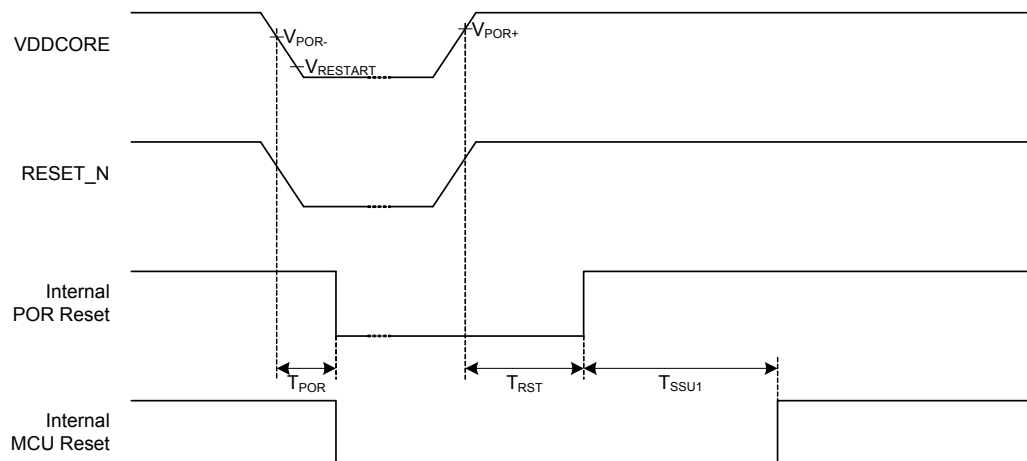 VDDCORE
VPOR-
VRESTART
VPOR+
RESET_N
Internal
POR Reset
TPOR
TRST
TSSU1
Internal
MCU Reset